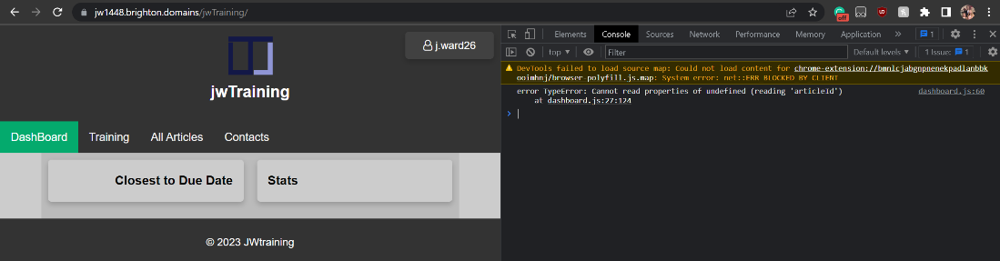 jw1448.brighton.domains/jwTraining/
off
j.ward26
jwTraining
DashBoard Training All Articles Contacts
Closest to Due Date Stats
© 2023 JWtraining
Elements Console Sources Network Performance Memory Application » 1
top ▼ Filter Default levels ▼ 1 Issue: 1
DevTools failed to load source map: Could not load content for chrome-extension://bmnlcjabgnpnenekpadlanbbk
ooimhnj/browser-polyfill.js.map: System error: net::ERR_BLOCKED_BY_CLIENT
error TypeError: Cannot read properties of undefined (reading 'articleId') dashboard.js:60
at dashboard.js:27:124